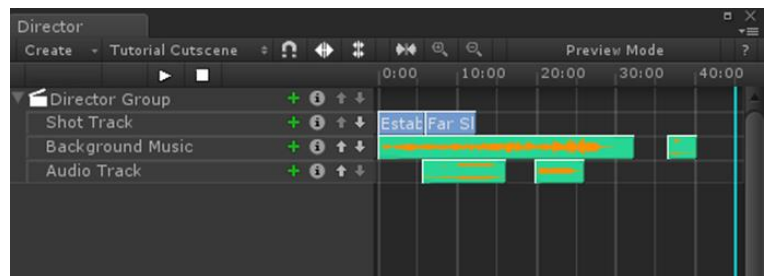 Director
Create Tutorial Cutscene Preview Mode ?
0:00 10:00 20:00 30:00 40:00
Director Group
Shot Track Estab Far Sl
Background Music
Audio Track